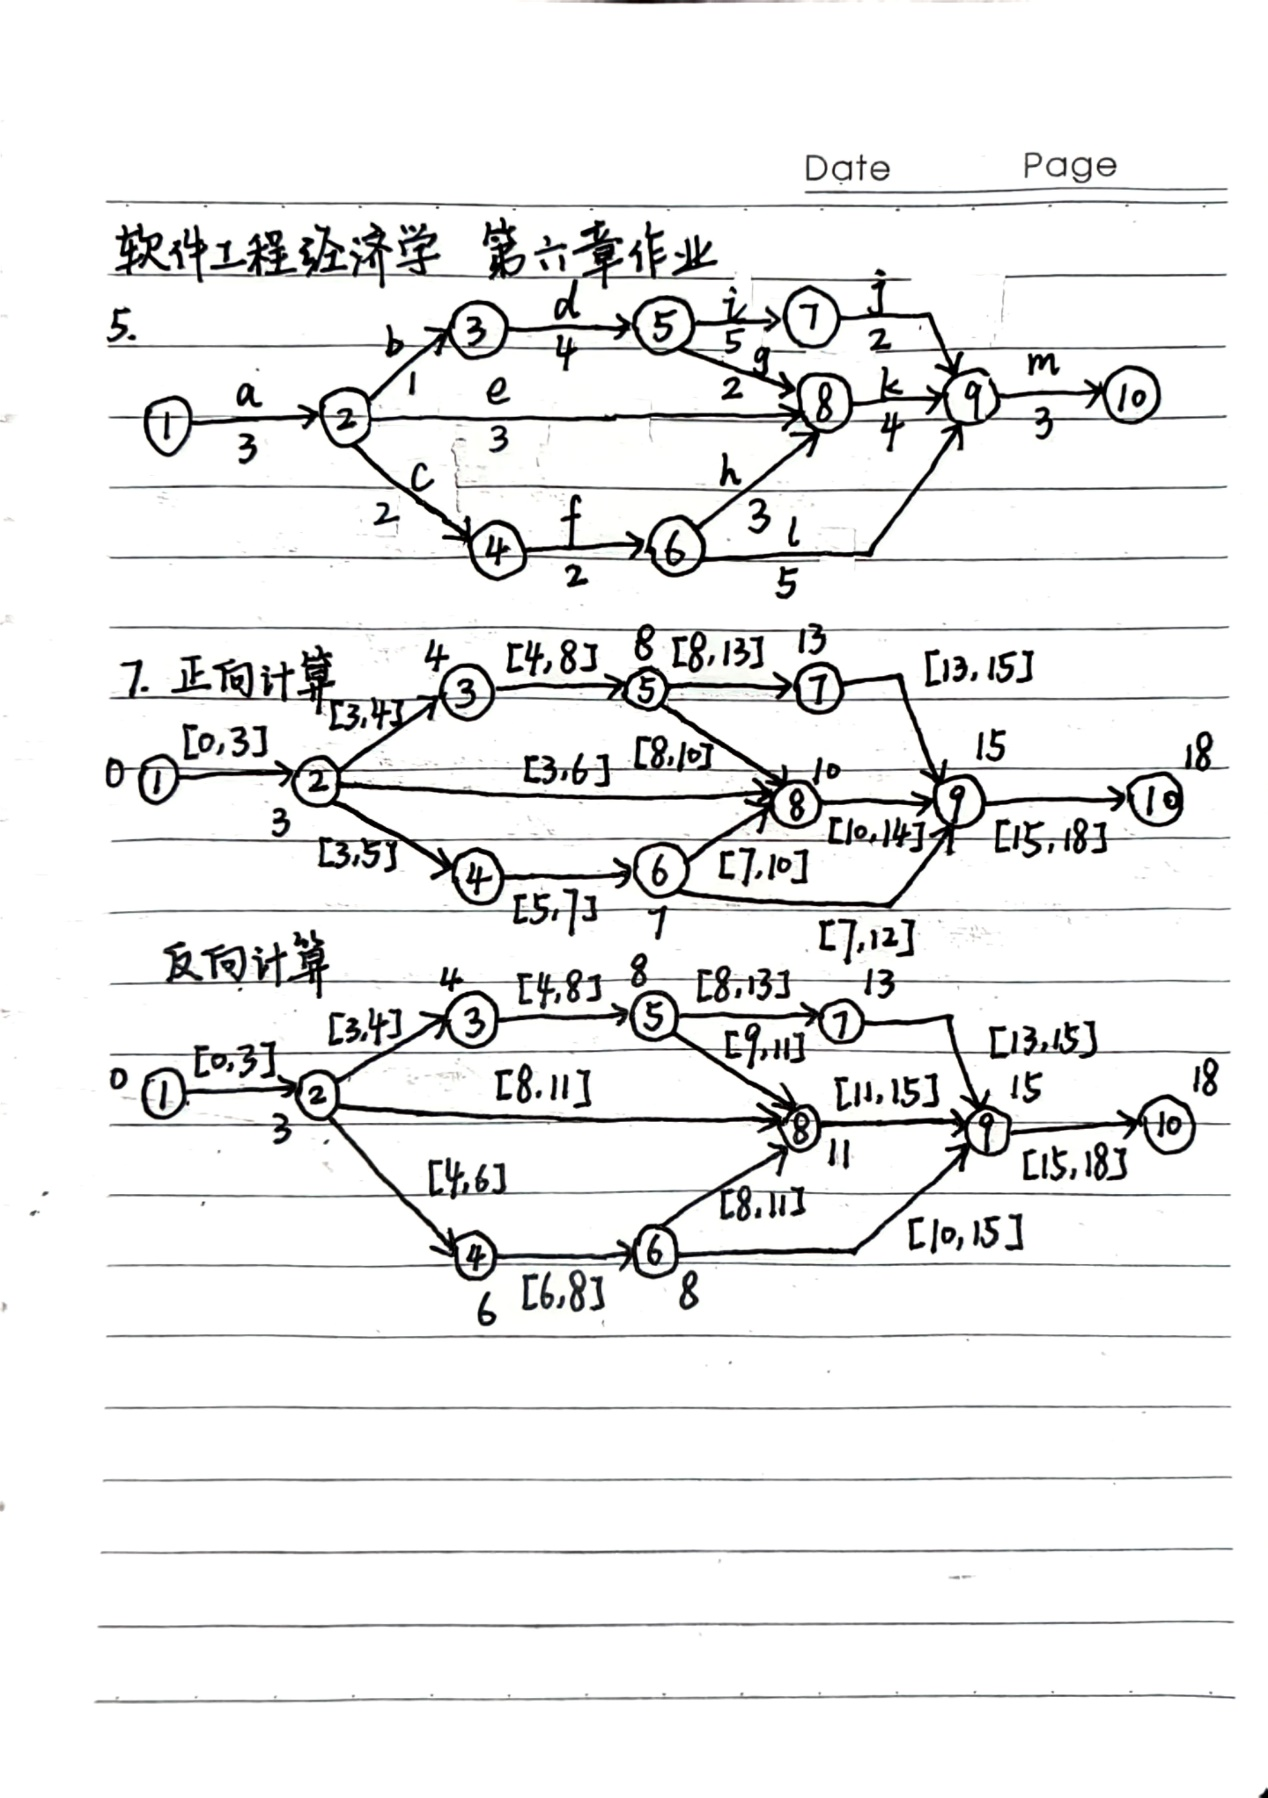 Date Page
软件工程经济学 第六章作业
5.
b d i j
1 4 5 2
a e g k m
3 3 2 4 3
c f h l
2 2 3 5
① ② ③ ④ ⑤ ⑥ ⑦ ⑧ ⑨ ⑩
7. 正向计算
4 [4,8] 8 [8,13] 13 [13,15]
③ ⑤ ⑦
[0,3] [3,4] [3,6] [8,10] 10 15 18
0 ① ② ⑧ ⑨ ⑩
3 [3,5] [7,10] [10,14] [15,18]
④ ⑥
[5,7] 7 [7,12]
反向计算
4 [4,8] 8 [8,13] 13
[3,4] ③ ⑤ [9,11] ⑦ [13,15]
[0,3] [8.11] [11,15] 15 18
0 ① ② ⑧ ⑨ ⑩
3 11 [15,18]
[4,6] [8,11] [10,15]
④ ⑥
6 [6,8] 8